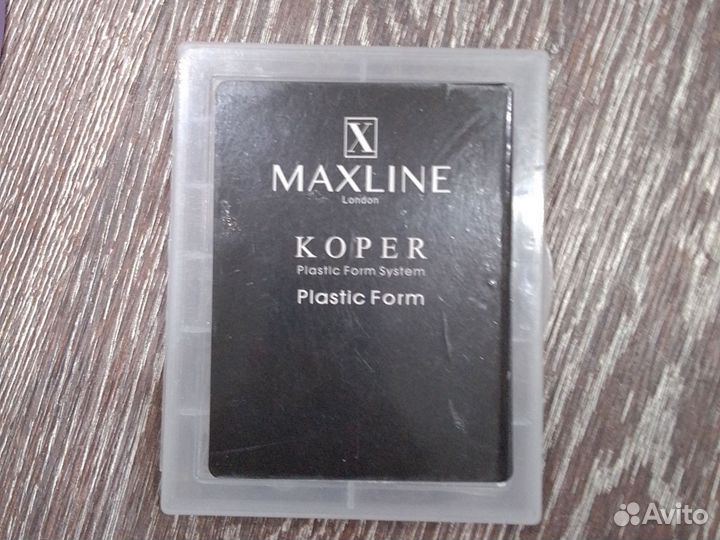 X
MAXLINE
London
KOPER
Plastic Form System
Plastic Form
Avito